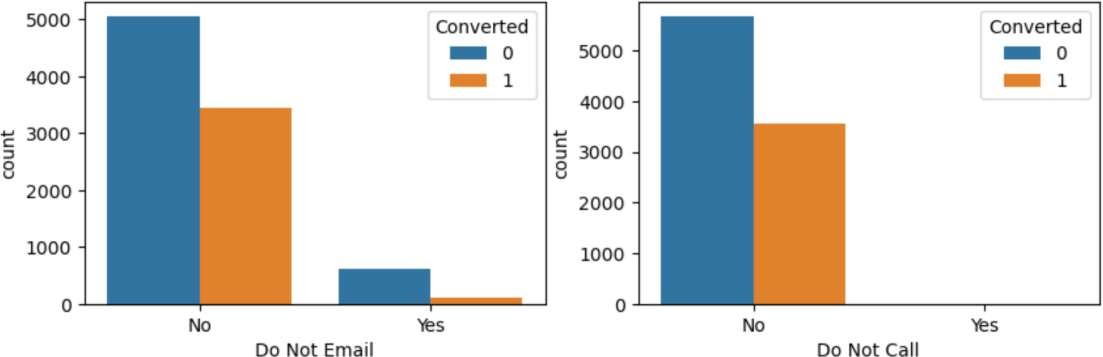 5000
4000
3000
2000
1000
0
count
No
Yes
Do Not Email
Converted
0
1
5000
4000
3000
2000
1000
0
count
No
Yes
Do Not Call
Converted
0
1